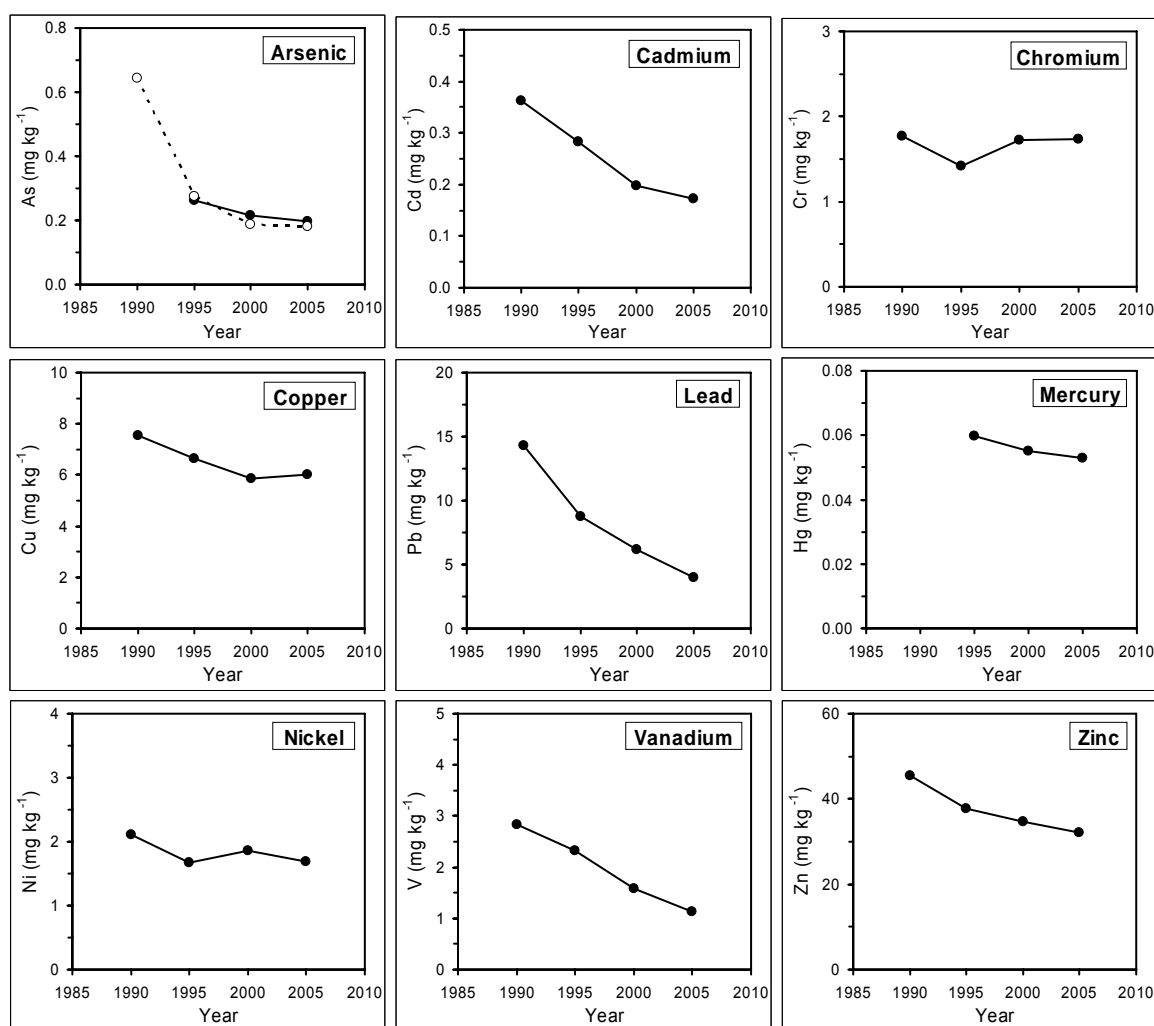 Arsenic
As (mg kg⁻¹)
0.8
0.6
0.4
0.2
0.0
1985 1990 1995 2000 2005 2010
Year
Cadmium
Cd (mg kg⁻¹)
0.5
0.4
0.3
0.2
0.1
0.0
1985 1990 1995 2000 2005 2010
Year
Chromium
Cr (mg kg⁻¹)
3
2
1
0
1985 1990 1995 2000 2005 2010
Year
Copper
Cu (mg kg⁻¹)
10
8
6
4
2
0
1985 1990 1995 2000 2005 2010
Year
Lead
Pb (mg kg⁻¹)
20
15
10
5
0
1985 1990 1995 2000 2005 2010
Year
Mercury
Hg (mg kg⁻¹)
0.08
0.06
0.04
0.02
0.00
1985 1990 1995 2000 2005 2010
Year
Nickel
Ni (mg kg⁻¹)
4
3
2
1
0
1985 1990 1995 2000 2005 2010
Year
Vanadium
V (mg kg⁻¹)
5
4
3
2
1
0
1985 1990 1995 2000 2005 2010
Year
Zinc
Zn (mg kg⁻¹)
60
40
20
0
1985 1990 1995 2000 2005 2010
Year